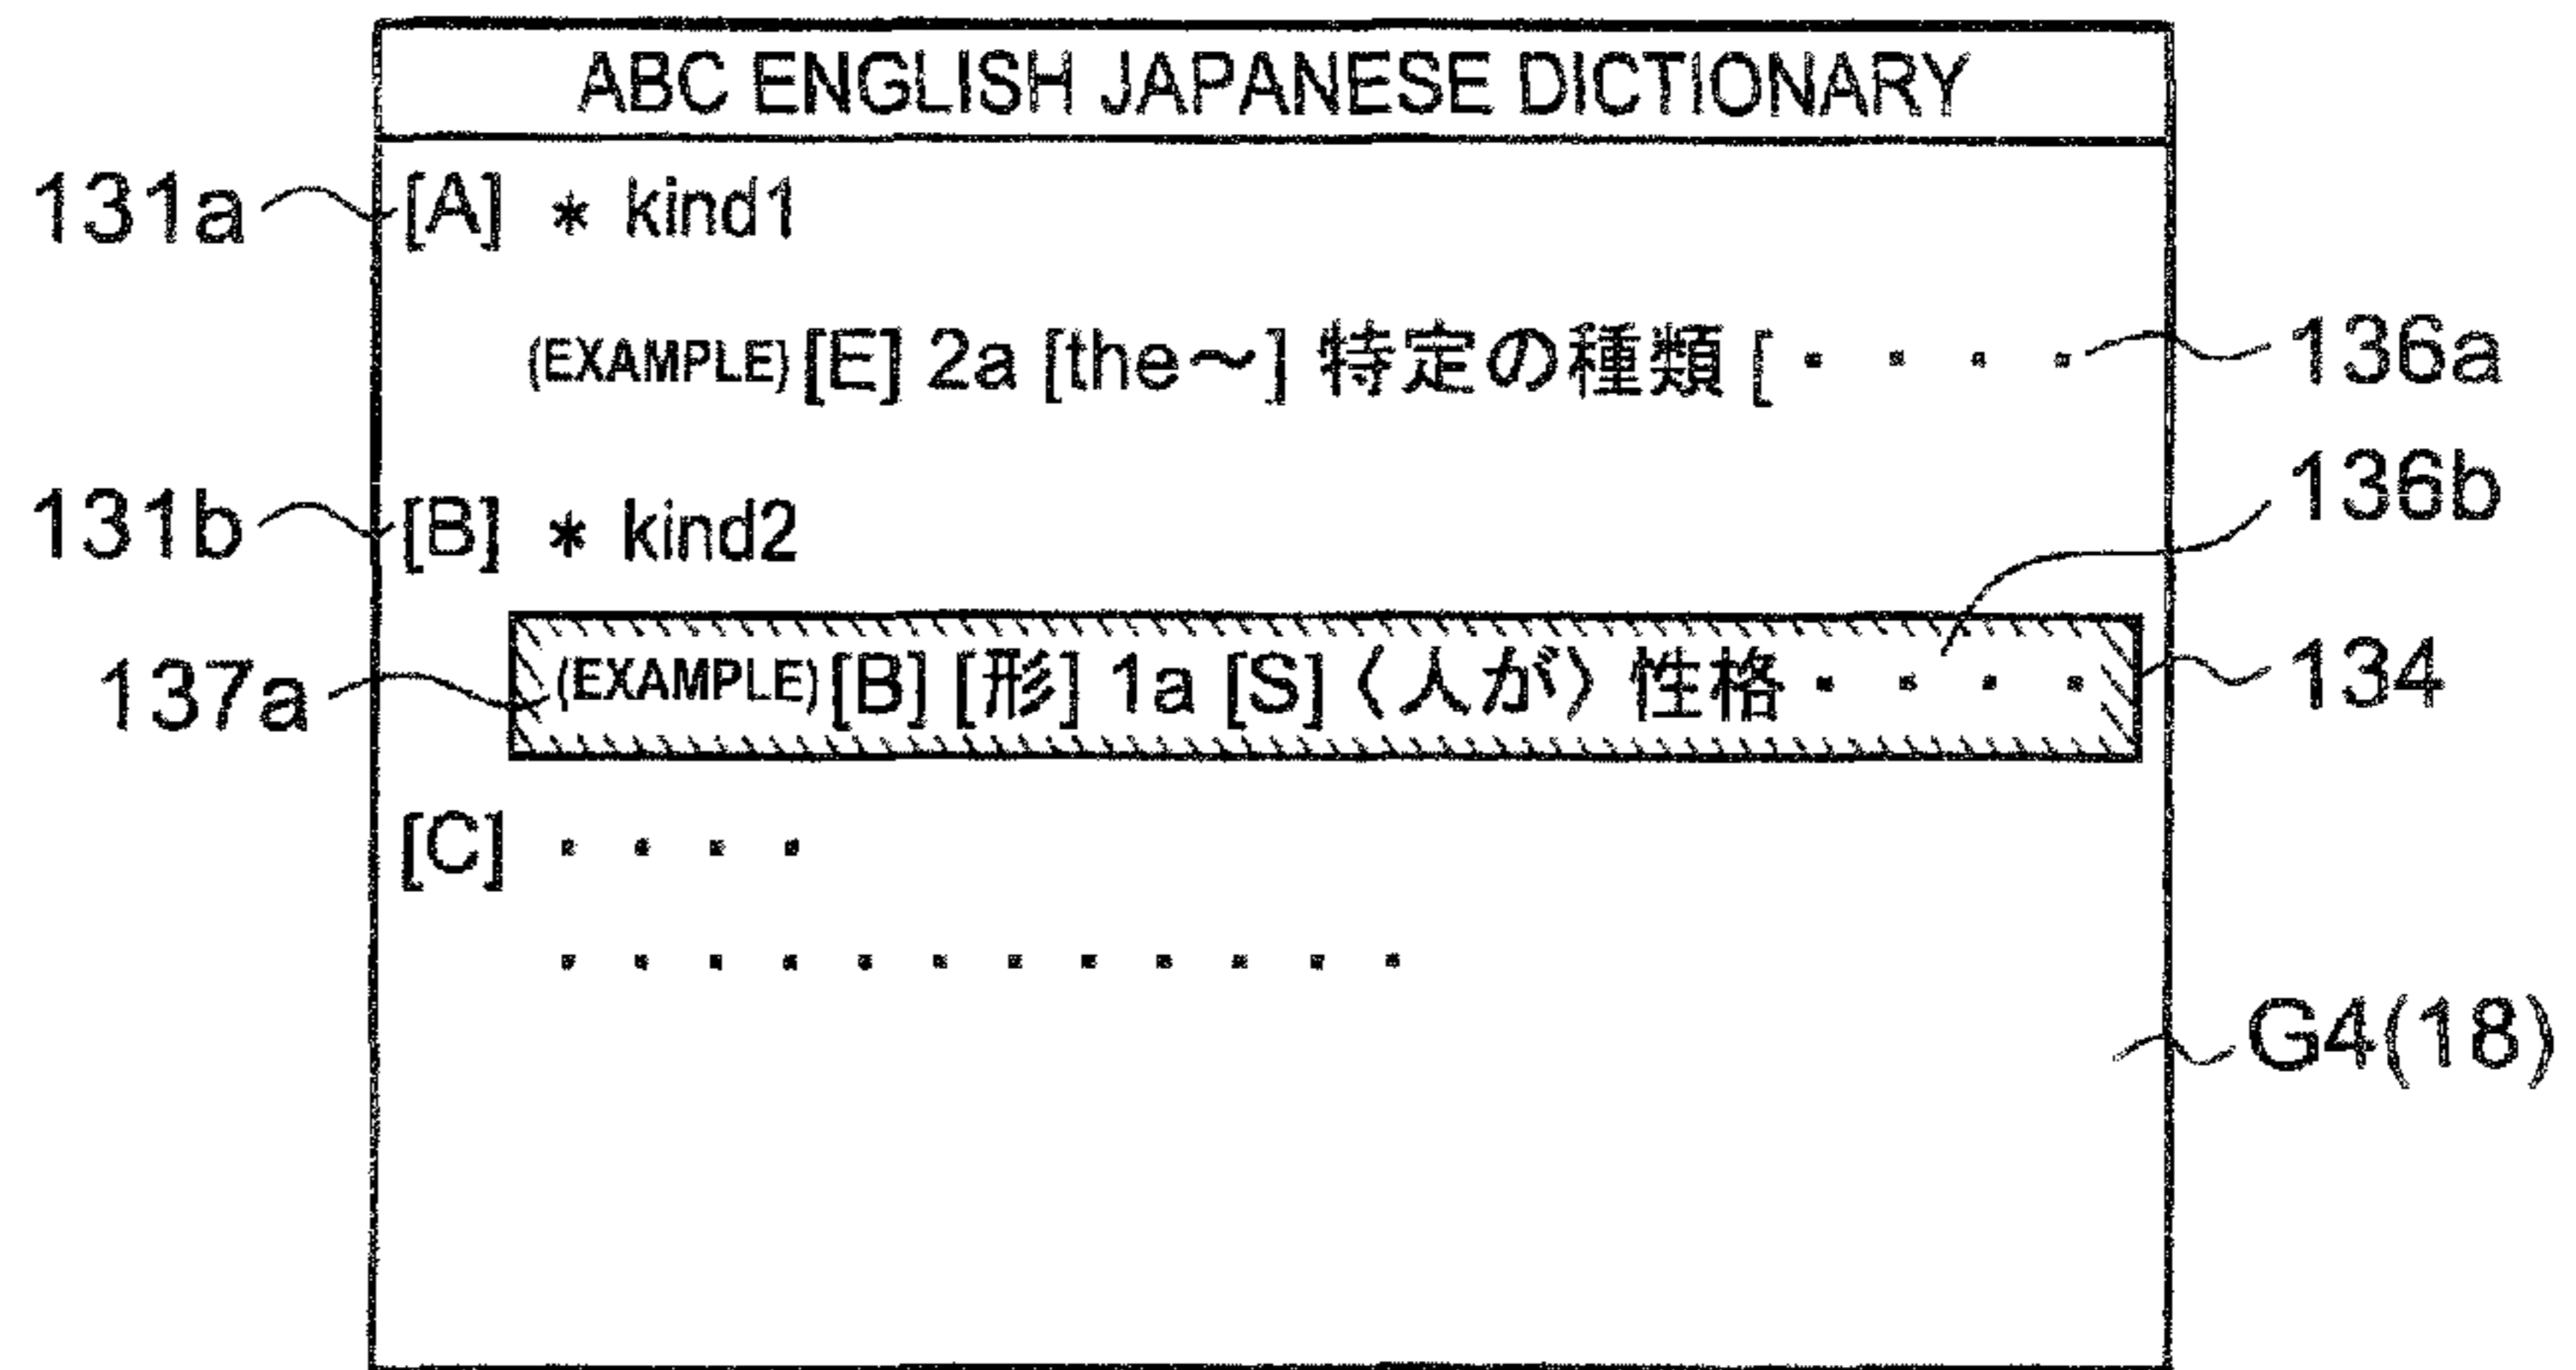 ABC ENGLISH JAPANESE DICTIONARY
131a [A] * kind1
(EXAMPLE) [E] 2a [the～] 特定の種類 [ ・ ・ ・ ・ 136a
136b
131b [B] * kind2
137a (EXAMPLE) [B] [形] 1a [S] 〈人が〉 性格 ・ ・ ・ ・ 134
[C] ・ ・ ・ ・
・ ・ ・ ・ ・ ・ ・ ・ ・ ・ ・ ・
G4(18)